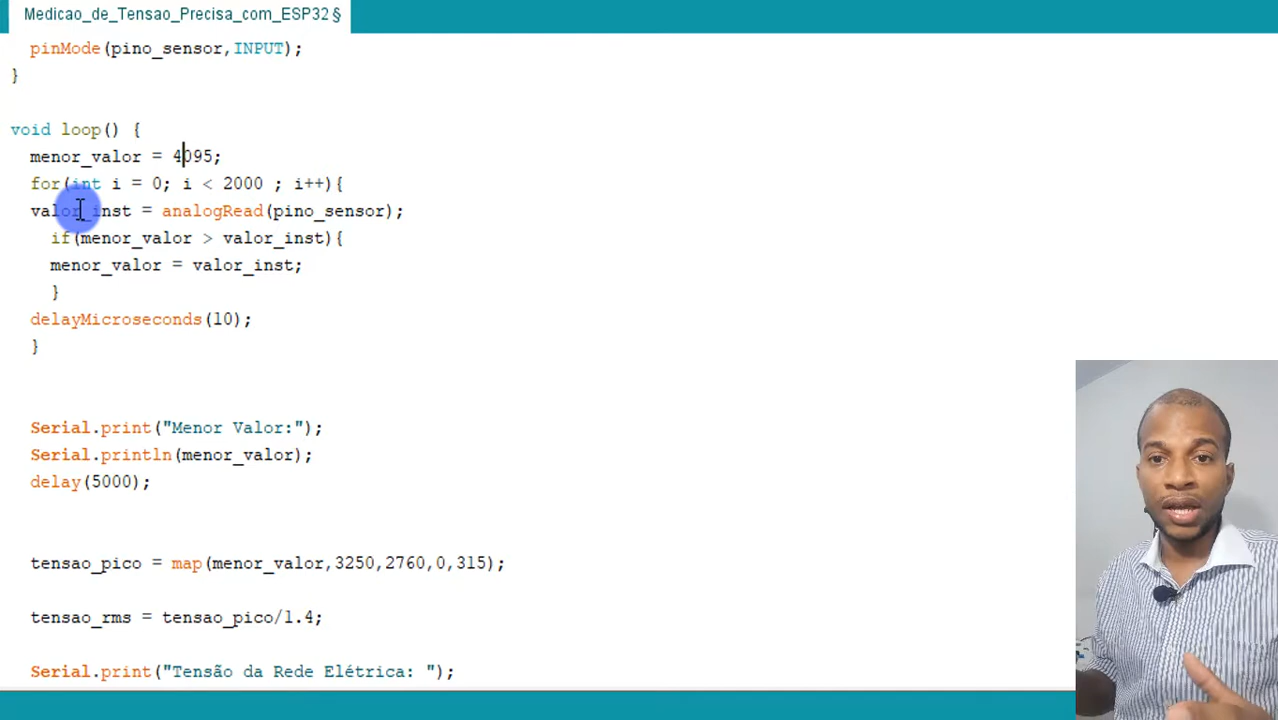 Medicao_de_Tensao_Precisa_com_ESP32 §
pinMode(pino_sensor,INPUT);
}
void loop() {
menor_valor = 4095;
for(int i = 0; i < 2000 ; i++){
valor_inst = analogRead(pino_sensor);
if(menor_valor > valor_inst){
menor_valor = valor_inst;
}
delayMicroseconds(10);
}
Serial.print("Menor Valor:");
Serial.println(menor_valor);
delay(5000);
tensao_pico = map(menor_valor,3250,2760,0,315);
tensao_rms = tensao_pico/1.4;
Serial.print("Tensão da Rede Elétrica: ");